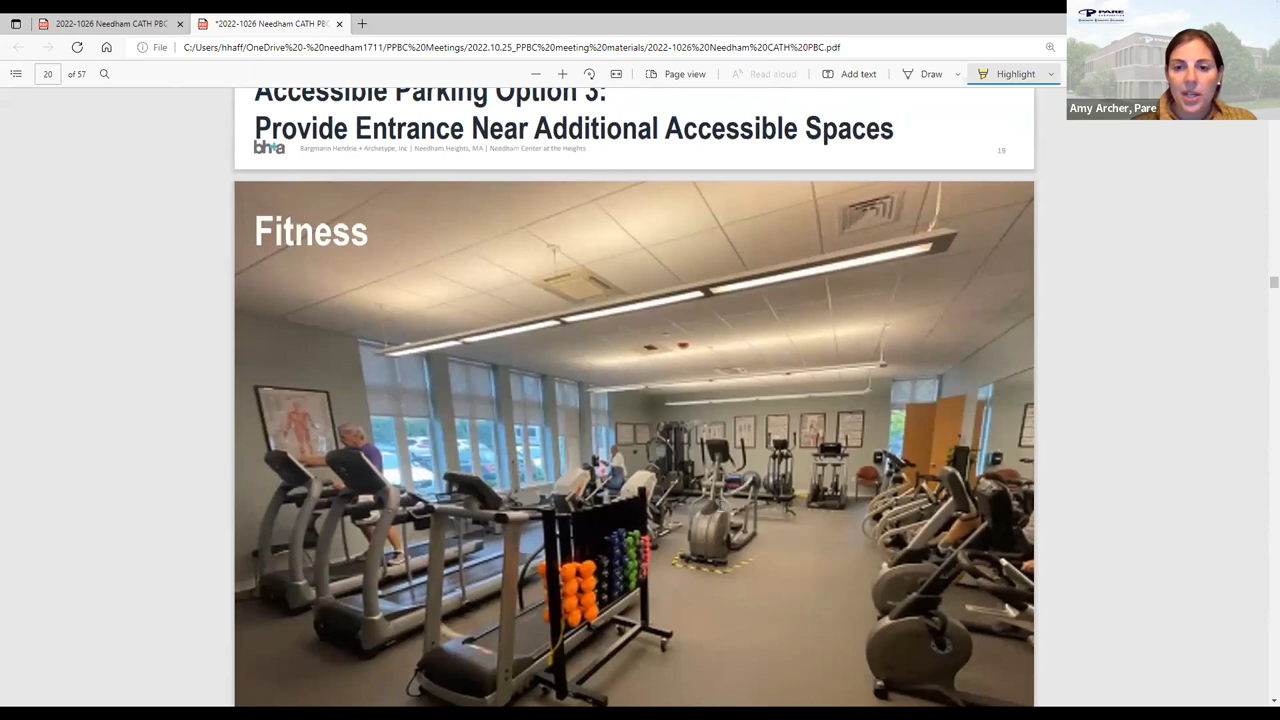 2022-1026 Needham CATH PBC
*2022-1026 Needham CATH PBC
File
C:/Users/hhaff/OneDrive%20-%20needham1711/PPBC%20Materials/2022.10.25_PPBC%20meeting%20materials/2022-1026%20Needham%20CATH%20PBC.pdf
20 of 57
Page view
Read aloud
Add text
Draw
Highlight
PARE
Amy Archer, Pare
Accessible Parking Option 3:
Provide Entrance Near Additional Accessible Spaces
bh+a
Bargmann Hendrie + Archetype, Inc | Needham Heights, MA | Needham Center at the Heights
19
Fitness